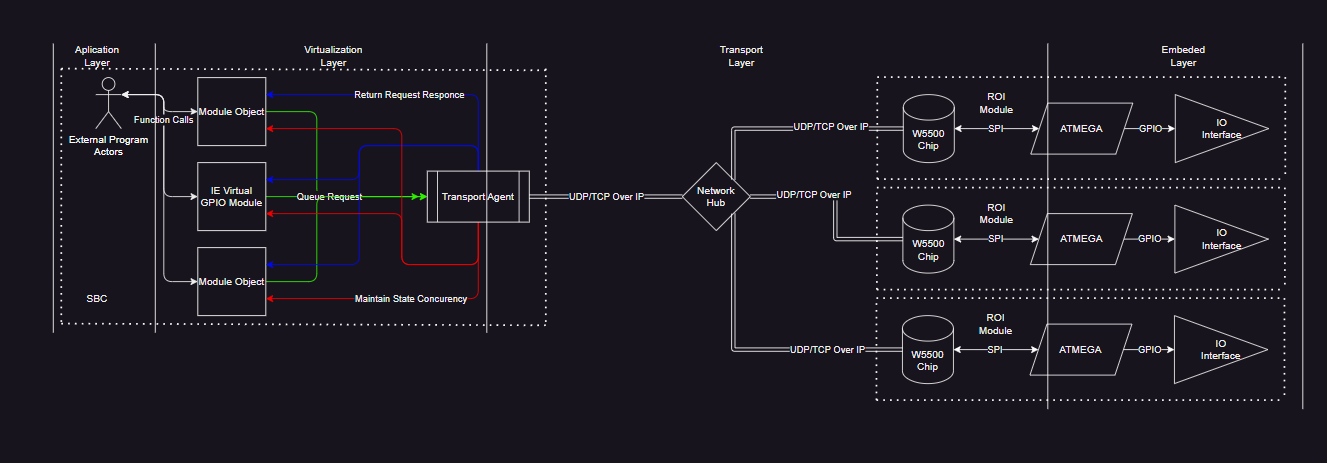 Aplication
Layer
Virtualization
Layer
Transport
Layer
Embeded
Layer
External Program
Actors
Function Calls
SBC
Module Object
IE Virtual
GPIO Module
Module Object
Return Request Responce
Queue Request
Maintain State Concurency
Transport Agent
UDP/TCP Over IP
Network
Hub
UDP/TCP Over IP
UDP/TCP Over IP
UDP/TCP Over IP
W5500
Chip
ROI
Module
SPI
ATMEGA
GPIO
IO
Interface
W5500
Chip
ROI
Module
SPI
ATMEGA
GPIO
IO
Interface
W5500
Chip
ROI
Module
SPI
ATMEGA
GPIO
IO
Interface